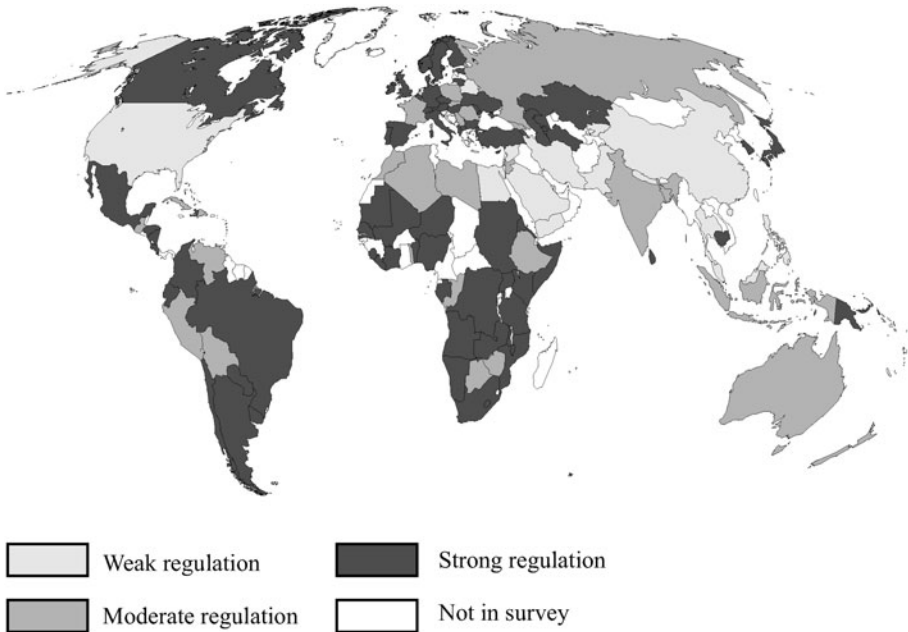 Weak regulation
Strong regulation
Moderate regulation
Not in survey